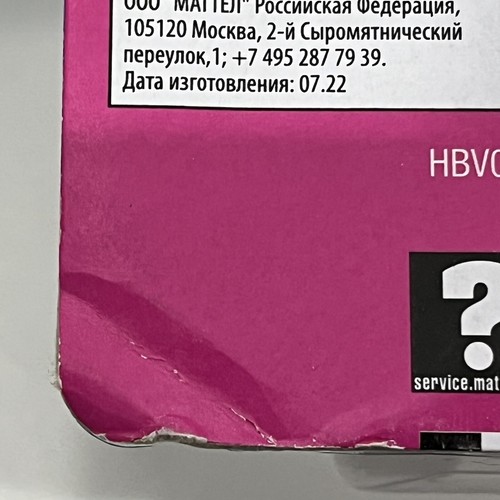 ООО "МАТТЕЛ" Российская Федерация,
105120 Москва, 2-й Сыромятнический
переулок,1; +7 495 287 79 39.
Дата изготовления: 07.22
HBV
?
service.mat